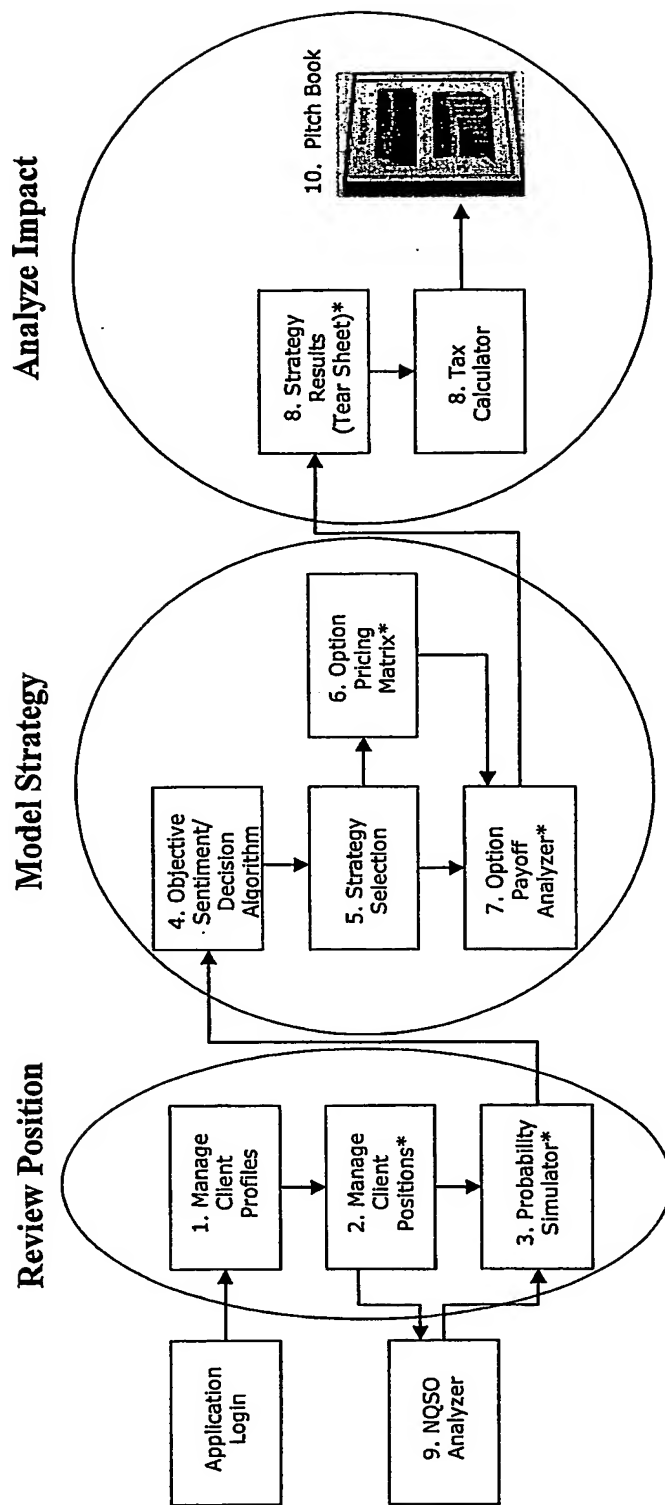 Review Position
Model Strategy
Analyze Impact
Application
Login
1. Manage
Client
Profiles
2. Manage
Client
Positions*
3. Probability
Simulator*
9. NQSO
Analyzer
4. Objective
Sentiment/
Decision
Algorithm
5. Strategy
Selection
6. Option
Pricing
Matrix*
7. Option
Payoff
Analyzer*
8. Strategy
Results
(Tear Sheet)*
8. Tax
Calculator
10. Pitch Book